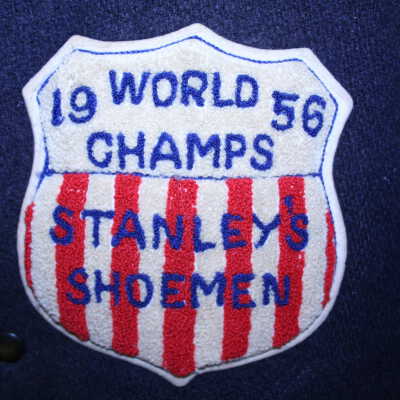 19 WORLD 56
CHAMPS
STANLEY'S
SHOEMEN